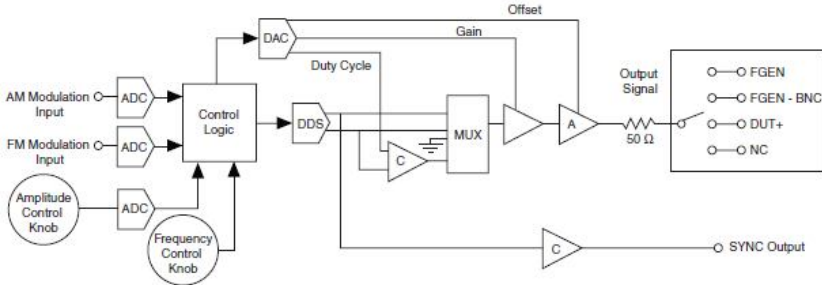 Offset
DAC
Gain
Duty Cycle
AM Modulation
Input
ADC
Control
Logic
DDS
MUX
A
Output
Signal
50 Ω
FGEN
FGEN - BNC
DUT+
NC
FM Modulation
Input
ADC
C
Amplitude
Control
Knob
ADC
Frequency
Control
Knob
C
SYNC Output